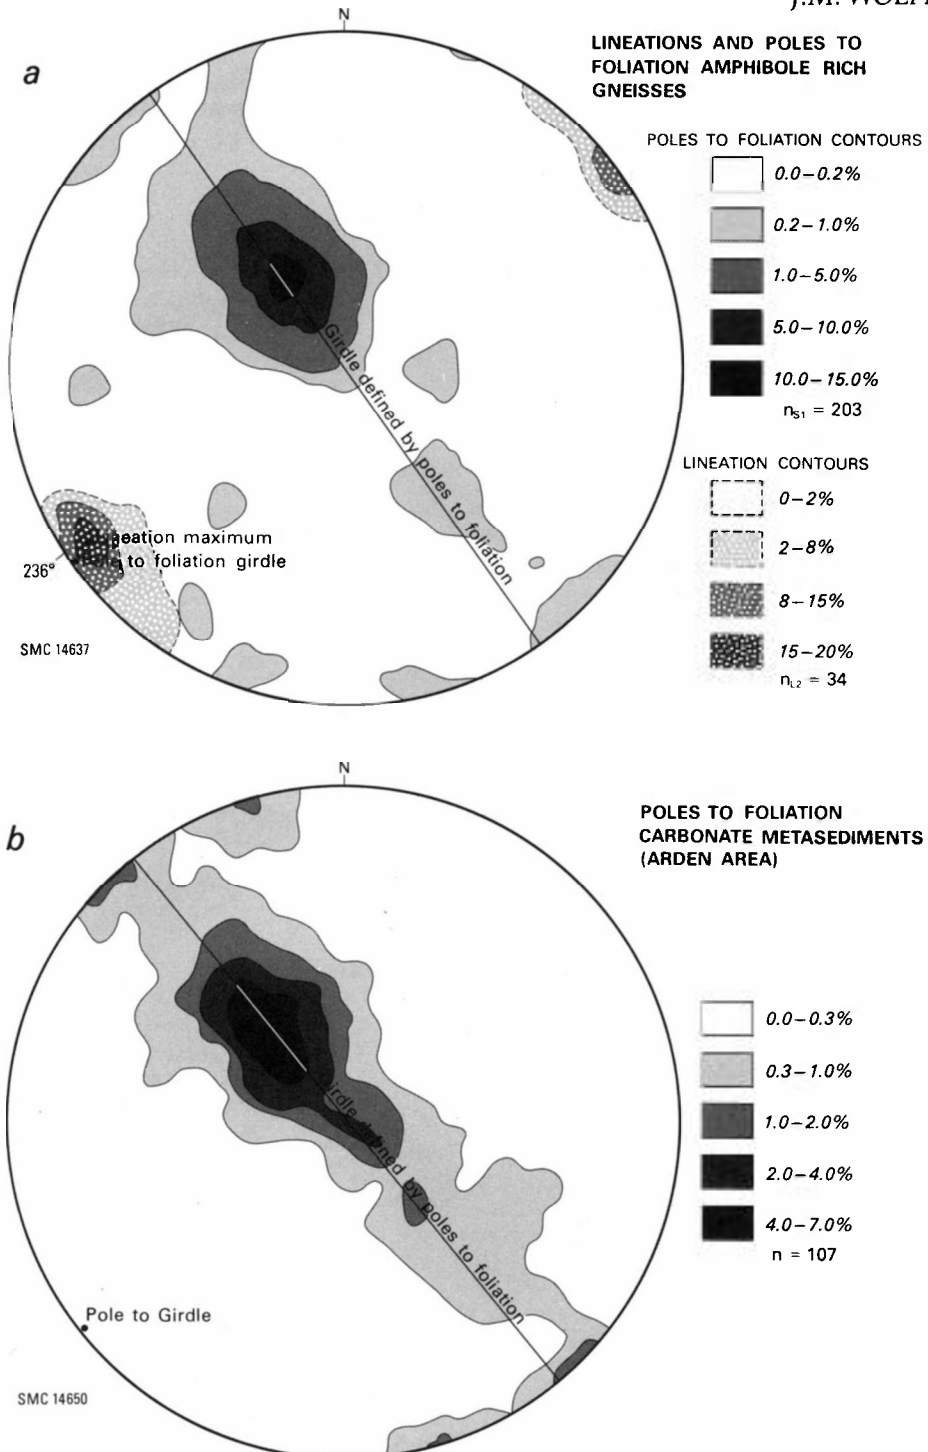 J.M. WOLF
N
a
LINEATIONS AND POLES TO
FOLIATION AMPHIBOLE RICH
GNEISSES
POLES TO FOLIATION CONTOURS
0.0–0.2%
0.2–1.0%
1.0–5.0%
5.0–10.0%
10.0–15.0%
nS1 = 203
LINEATION CONTOURS
0–2%
2–8%
8–15%
15–20%
nL2 = 34
Girdle defined by poles to foliation
eation maximum
to foliation girdle
236°
SMC 14637
N
b
POLES TO FOLIATION
CARBONATE METASEDIMENTS
(ARDEN AREA)
0.0–0.3%
0.3–1.0%
1.0–2.0%
2.0–4.0%
4.0–7.0%
n = 107
Girdle defined by poles to foliation
Pole to Girdle
SMC 14650